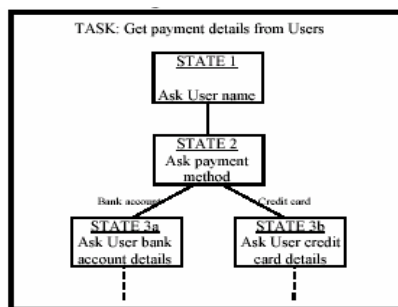 TASK: Get payment details from Users
STATE 1
Ask User name
STATE 2
Ask payment
method
Bank account
Credit card
STATE 3a
Ask User bank
account details
STATE 3b
Ask User credit
card details